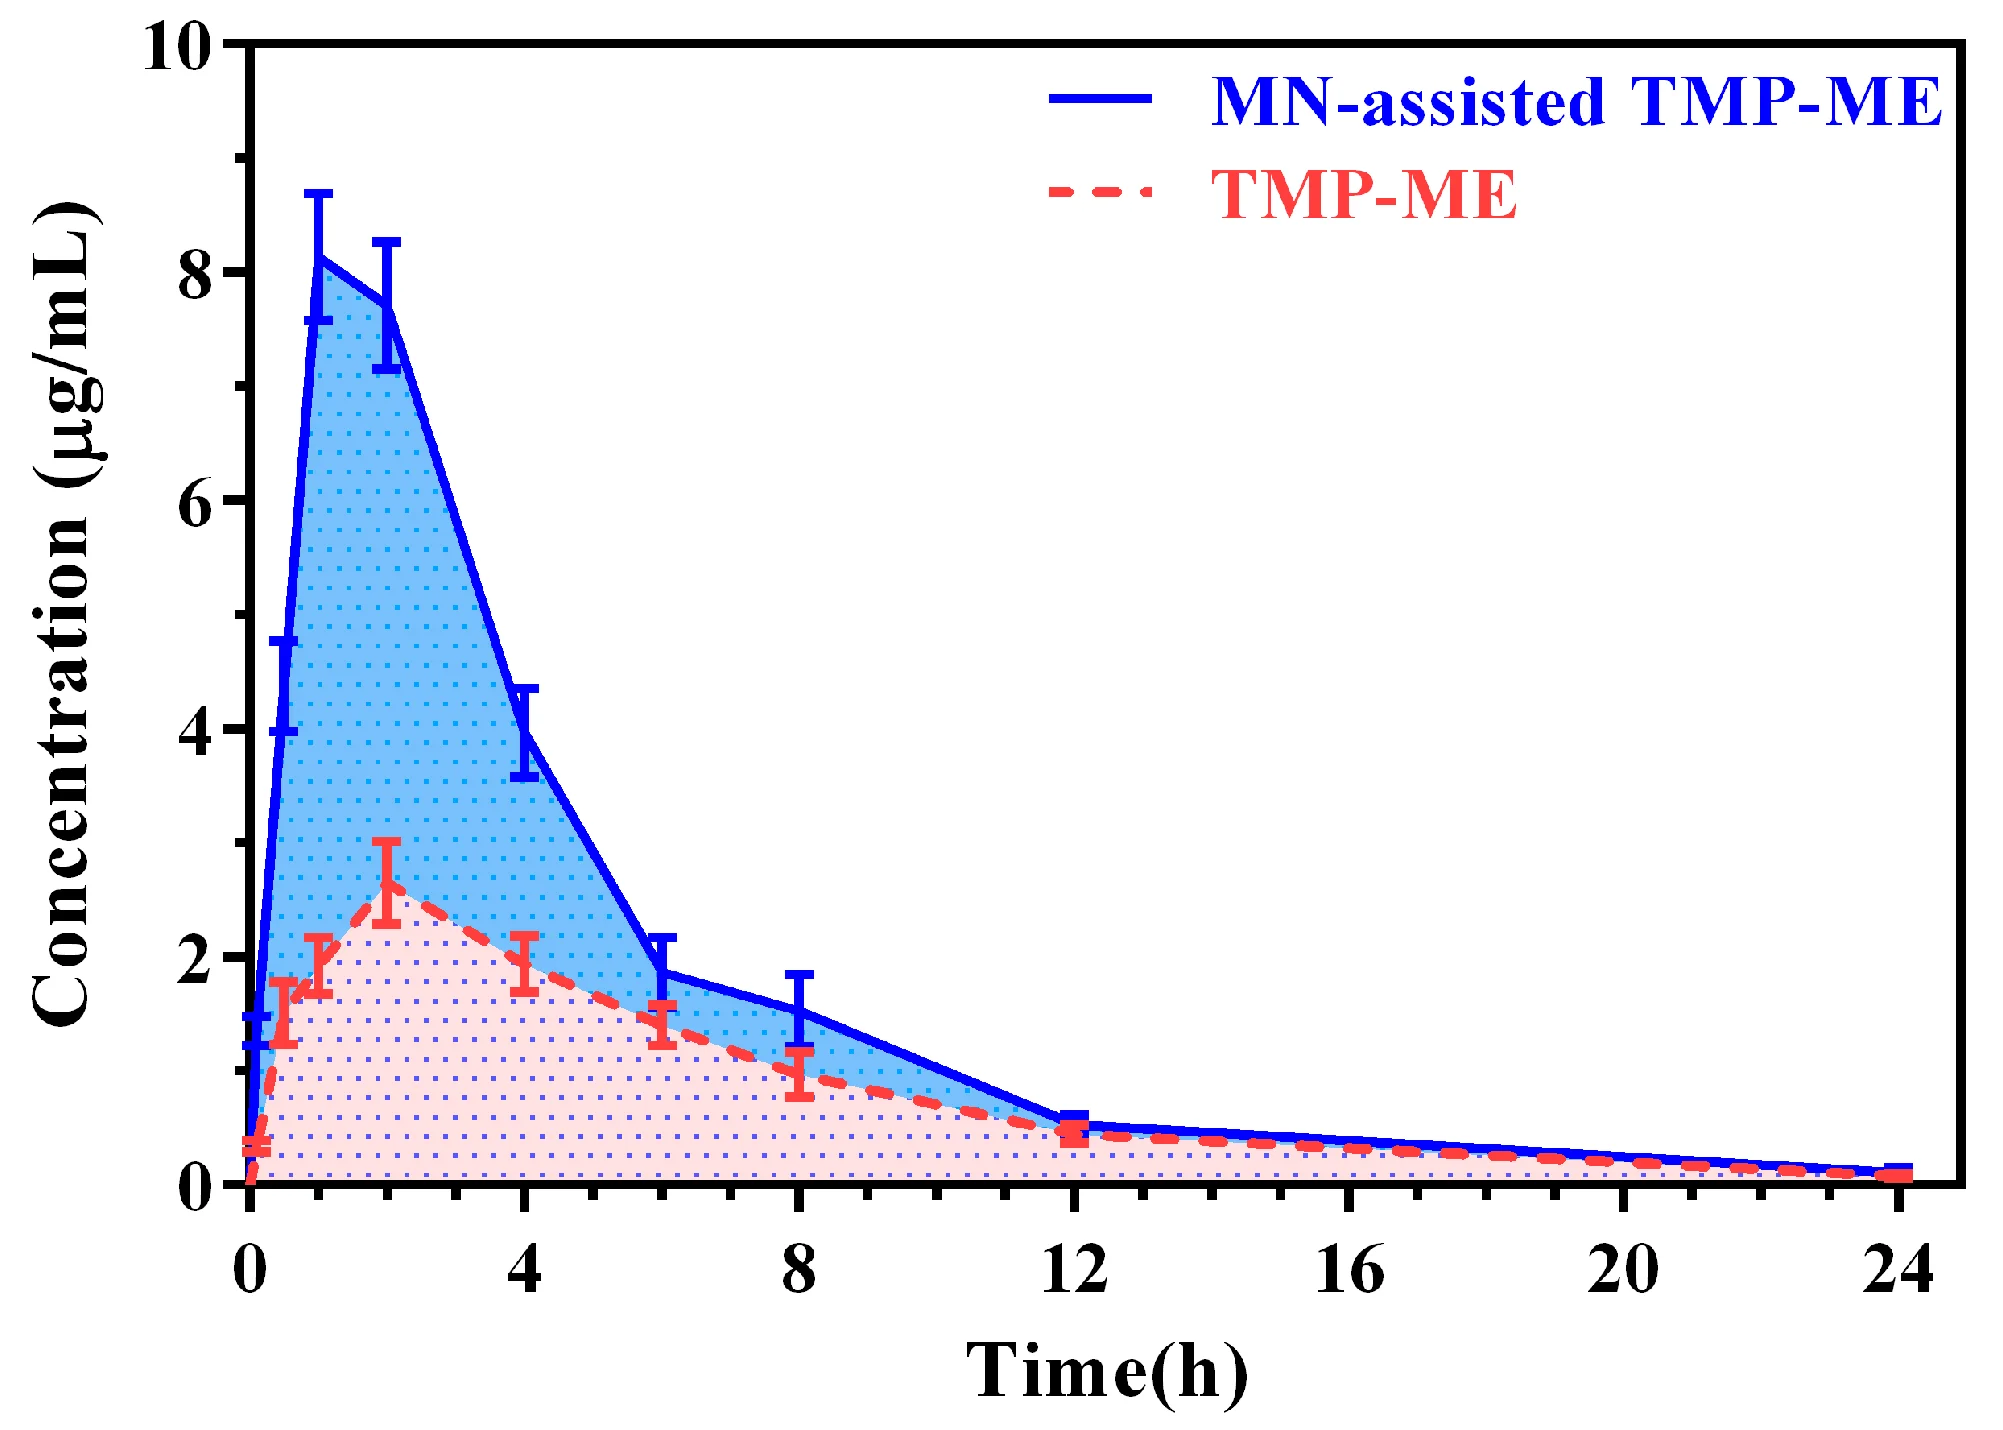 10
8
6
4
2
0
Concentration (μg/mL)
MN-assisted TMP-ME
TMP-ME
0 4 8 12 16 20 24
Time(h)